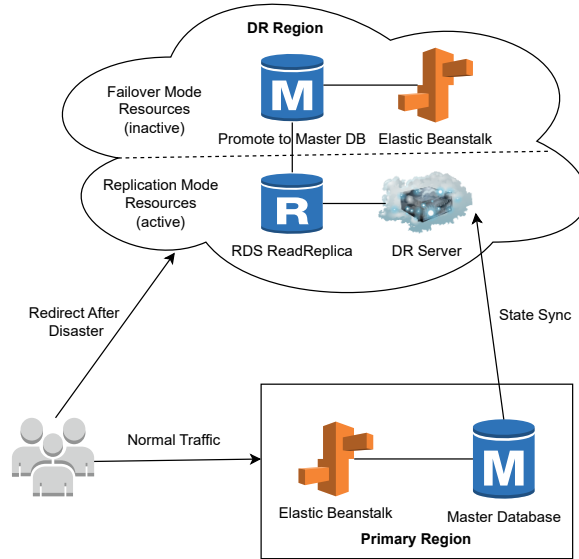 DR Region
Failover Mode
Resources
(inactive)
M
Promote to Master DB
Elastic Beanstalk
Replication Mode
Resources
(active)
R
RDS ReadReplica
DR Server
Redirect After
Disaster
State Sync
Normal Traffic
M
Elastic Beanstalk
Master Database
Primary Region